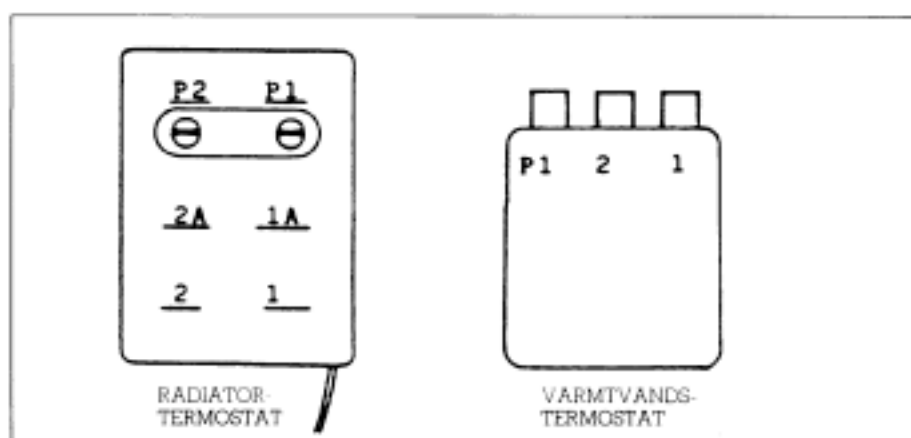 P2 P1
2A 1A
2 1
RADIATOR-
TERMOSTAT
P1 2 1
VARMTVANDS-
TERMOSTAT